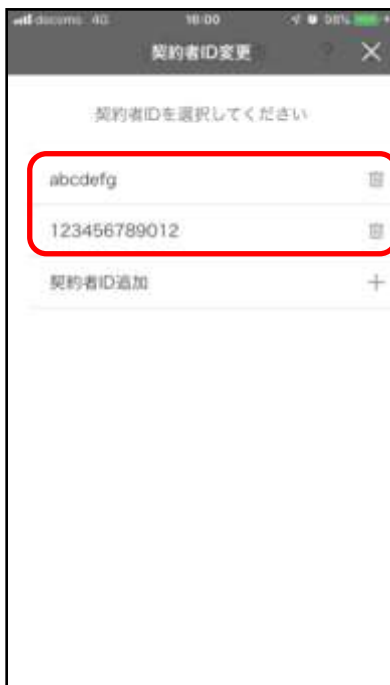 docomo 4G 16:00 98%
契約者ID変更 ? ×
契約者IDを選択してください
abcdefg
123456789012
契約者ID追加 +